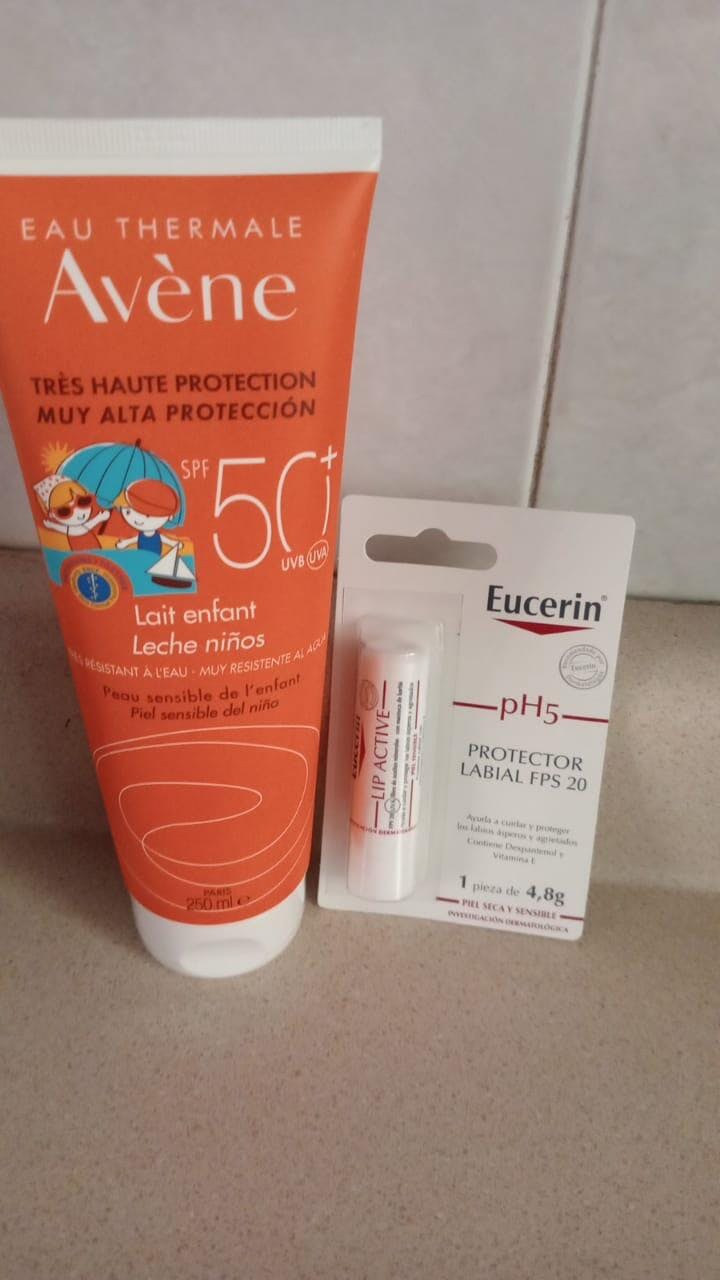 EAU THERMALE
Avène
TRÈS HAUTE PROTECTION
MUY ALTA PROTECCIÓN
SPF 50+
UVB UVA
Lait enfant
Leche niños
RÉSISTANT À L'EAU - MUY RESISTENTE AL AGUA
Peau sensible de l'enfant
Piel sensible del niño
PARIS
250 ml e
Eucerin®
Eucerin
pH5
PROTECTOR
LABIAL FPS 20
Ayuda a cuidar y proteger
los labios ásperos y agrietados
Contiene Dexpantenol y
Vitamina E
1 pieza de 4,8g
PIEL SECA Y SENSIBLE
INVESTIGACIÓN DERMATOLÓGICA
Eucerin
LIP ACTIVE
PIEL SENSIBLE